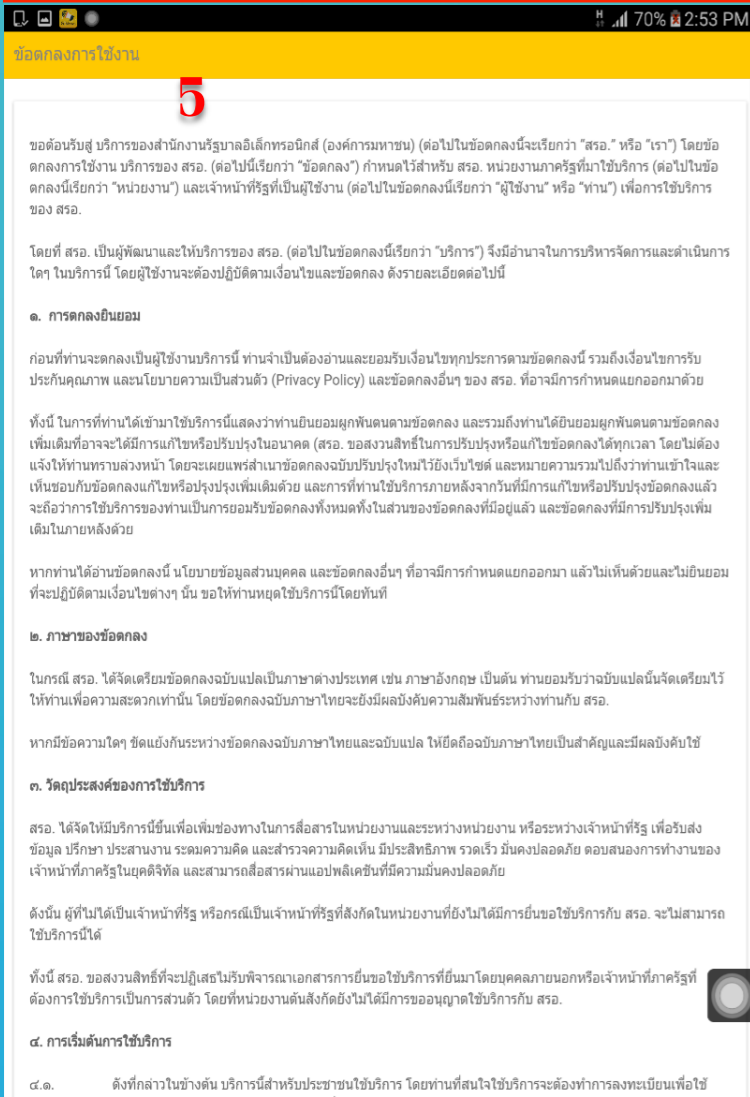 70% 2:53 PM
ข้อตกลงการใช้งาน
5
ขอต้อนรับสู่ บริการของสำนักงานรัฐบาลอิเล็กทรอนิกส์ (องค์การมหาชน) (ต่อไปในข้อตกลงนี้จะเรียกว่า "สรอ." หรือ "เรา") โดยข้อ
ตกลงการใช้งาน บริการของ สรอ. (ต่อไปนี้เรียกว่า "ข้อตกลง") กำหนดไว้สำหรับ สรอ. หน่วยงานภาครัฐที่มาใช้บริการ (ต่อไปในข้อ
ตกลงนี้เรียกว่า "หน่วยงาน") และเจ้าหน้าที่รัฐที่เป็นผู้ใช้งาน (ต่อไปในข้อตกลงนี้เรียกว่า "ผู้ใช้งาน" หรือ "ท่าน") เพื่อการใช้บริการ
ของ สรอ.
โดยที่ สรอ. เป็นผู้พัฒนาและให้บริการของ สรอ. (ต่อไปในข้อตกลงนี้เรียกว่า "บริการ") จึงมีอำนาจในการบริหารจัดการและดำเนินการ
ใดๆ ในบริการนี้ โดยผู้ใช้งานจะต้องปฏิบัติตามเงื่อนไขและข้อตกลง ดังรายละเอียดต่อไปนี้
๑. การตกลงยินยอม
ก่อนที่ท่านจะตกลงเป็นผู้ใช้งานบริการนี้ ท่านจำเป็นต้องอ่านและยอมรับเงื่อนไขทุกประการตามข้อตกลงนี้ รวมถึงเงื่อนไขการรับ
ประกันคุณภาพ และนโยบายความเป็นส่วนตัว (Privacy Policy) และข้อตกลงอื่นๆ ของ สรอ. ที่อาจมีการกำหนดแยกออกมาด้วย
ทั้งนี้ ในการที่ท่านได้เข้ามาใช้บริการนี้แสดงว่าท่านยินยอมผูกพันตนตามข้อตกลง และรวมถึงท่านได้ยินยอมผูกพันตนตามข้อตกลง
เพิ่มเติมที่อาจจะได้มีการแก้ไขหรือปรับปรุงในอนาคต (สรอ. ขอสงวนสิทธิ์ในการปรับปรุงหรือแก้ไขข้อตกลงได้ทุกเวลา โดยไม่ต้อง
แจ้งให้ท่านทราบล่วงหน้า โดยจะเผยแพร่สำเนาข้อตกลงฉบับปรับปรุงใหม่ไว้ยังเว็บไซต์ และหมายความรวมไปถึงว่าท่านเข้าใจและ
เห็นชอบกับข้อตกลงแก้ไขหรือปรุงปรุงเพิ่มเติมด้วย และการที่ท่านใช้บริการภายหลังจากวันที่มีการแก้ไขหรือปรับปรุงข้อตกลงแล้ว
จะถือว่าการใช้บริการของท่านเป็นการยอมรับข้อตกลงทั้งหมดทั้งในส่วนของข้อตกลงที่มีอยู่แล้ว และข้อตกลงที่มีการปรับปรุงเพิ่ม
เติมในภายหลังด้วย
หากท่านได้อ่านข้อตกลงนี้ นโยบายข้อมูลส่วนบุคคล และข้อตกลงอื่นๆ ที่อาจมีการกำหนดแยกออกมา แล้วไม่เห็นด้วยและไม่ยินยอม
ที่จะปฏิบัติตามเงื่อนไขต่างๆ นั้น ขอให้ท่านหยุดใช้บริการนี้โดยทันที
๒. ภาษาของข้อตกลง
ในกรณี สรอ. ได้จัดเตรียมข้อตกลงฉบับแปลเป็นภาษาต่างประเทศ เช่น ภาษาอังกฤษ เป็นต้น ท่านยอมรับว่าฉบับแปลนั้นจัดเตรียมไว้
ให้ท่านเพื่อความสะดวกเท่านั้น โดยข้อตกลงฉบับภาษาไทยจะยังมีผลบังคับความสัมพันธ์ระหว่างท่านกับ สรอ.
หากมีข้อความใดๆ ขัดแย้งกันระหว่างข้อตกลงฉบับภาษาไทยและฉบับแปล ให้ยึดถือฉบับภาษาไทยเป็นสำคัญและมีผลบังคับใช้
๓. วัตถุประสงค์ของการใช้บริการ
สรอ. ได้จัดให้มีบริการนี้ขึ้นเพื่อเพิ่มช่องทางในการสื่อสารในหน่วยงานและระหว่างหน่วยงาน หรือระหว่างเจ้าหน้าที่รัฐ เพื่อรับส่ง
ข้อมูล ปรึกษา ประสานงาน ระดมความคิด และสำรวจความคิดเห็น มีประสิทธิภาพ รวดเร็ว มั่นคงปลอดภัย ตอบสนองการทำงานของ
เจ้าหน้าที่ภาครัฐในยุคดิจิทัล และสามารถสื่อสารผ่านแอปพลิเคชันที่มีความมั่นคงปลอดภัย
ดังนั้น ผู้ที่ไม่ได้เป็นเจ้าหน้าที่รัฐ หรือกรณีเป็นเจ้าหน้าที่รัฐที่สังกัดในหน่วยงานที่ยังไม่ได้มีการยื่นขอใช้บริการกับ สรอ. จะไม่สามารถ
ใช้บริการนี้ได้
ทั้งนี้ สรอ. ขอสงวนสิทธิ์ที่จะปฏิเสธไม่รับพิจารณาเอกสารการยื่นขอใช้บริการที่ยื่นมาโดยบุคคลภายนอกหรือเจ้าหน้าที่ภาครัฐที่
ต้องการใช้บริการเป็นการส่วนตัว โดยที่หน่วยงานต้นสังกัดยังไม่ได้มีการขออนุญาตใช้บริการกับ สรอ.
๔. การเริ่มต้นการใช้บริการ
๔.๑. ดังที่กล่าวในข้างต้น บริการนี้สำหรับประชาชนใช้บริการ โดยท่านที่สนใจใช้บริการจะต้องทำการลงทะเบียนเพื่อใช้